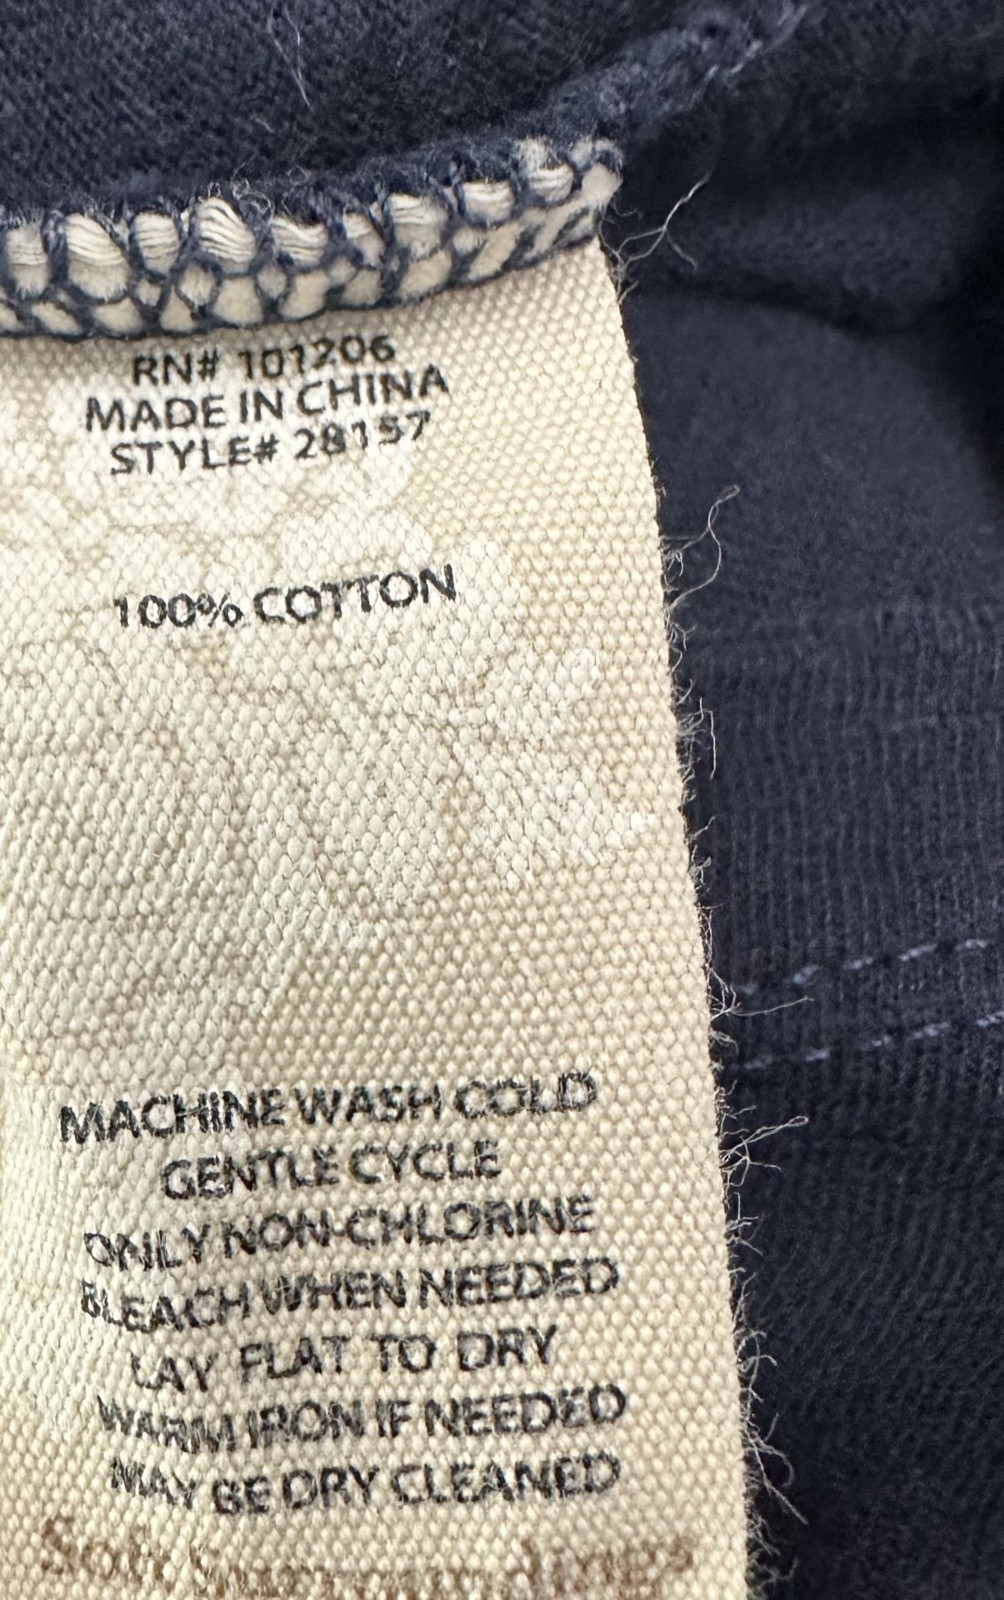 RN# 101206
MADE IN CHINA
STYLE# 28157
100% COTTON
MACHINE WASH COLD
GENTLE CYCLE
ONLY NON-CHLORINE
BLEACH WHEN NEEDED
LAY FLAT TO DRY
WARM IRON IF NEEDED
MAY BE DRY CLEANED